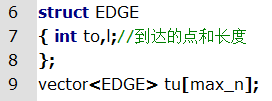 6 struct EDGE
7 { int to,l;//到达的点和长度
8 };
9 vector<EDGE> tu[max_n];